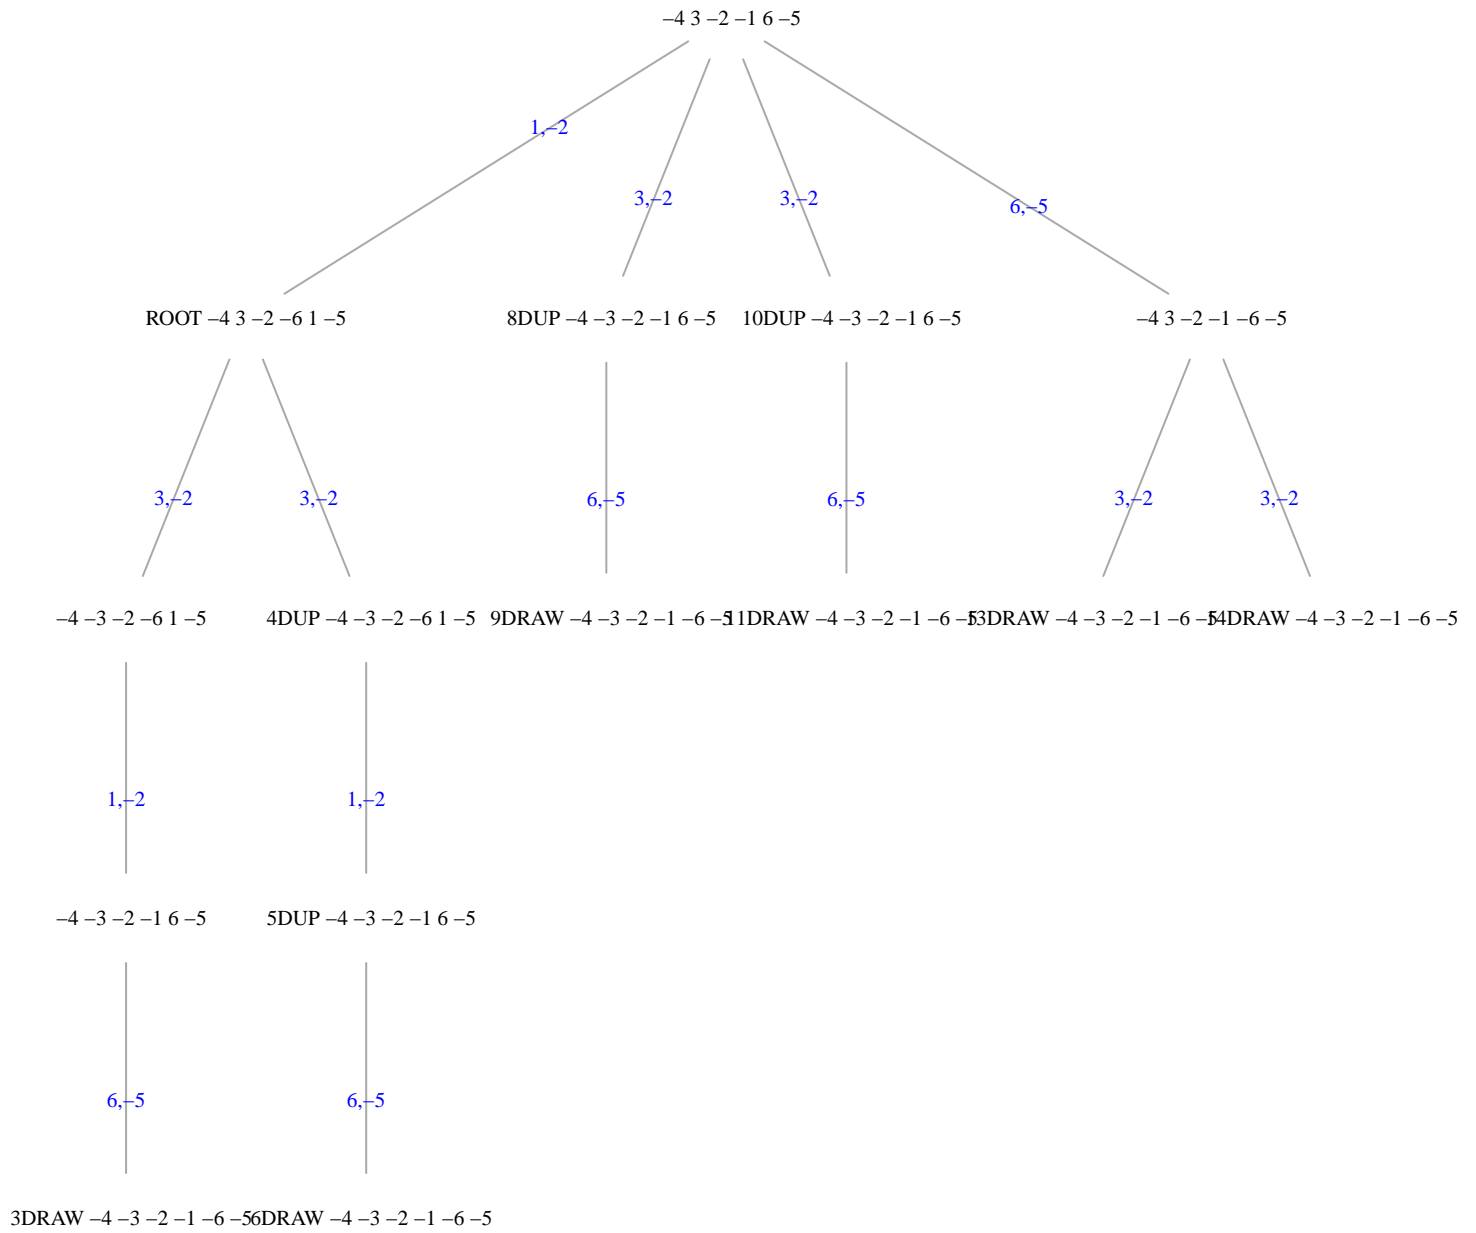 −4 3 −2 −1 6 −5
1,−2
3,−2 3,−2
6,−5
ROOT −4 3 −2 −6 1 −5 8DUP −4 −3 −2 −1 6 −5 10DUP −4 −3 −2 −1 6 −5 −4 3 −2 −1 −6 −5
3,−2 3,−2 6,−5 6,−5 3,−2 3,−2
−4 −3 −2 −6 1 −5 4DUP −4 −3 −2 −6 1 −5 9DRAW −4 −3 −2 −1 −6 −5 11DRAW −4 −3 −2 −1 −6 −5 13DRAW −4 −3 −2 −1 −6 −5 14DRAW −4 −3 −2 −1 −6 −5
1,−2 1,−2
−4 −3 −2 −1 6 −5 5DUP −4 −3 −2 −1 6 −5
6,−5 6,−5
3DRAW −4 −3 −2 −1 −6 −5 6DRAW −4 −3 −2 −1 −6 −5